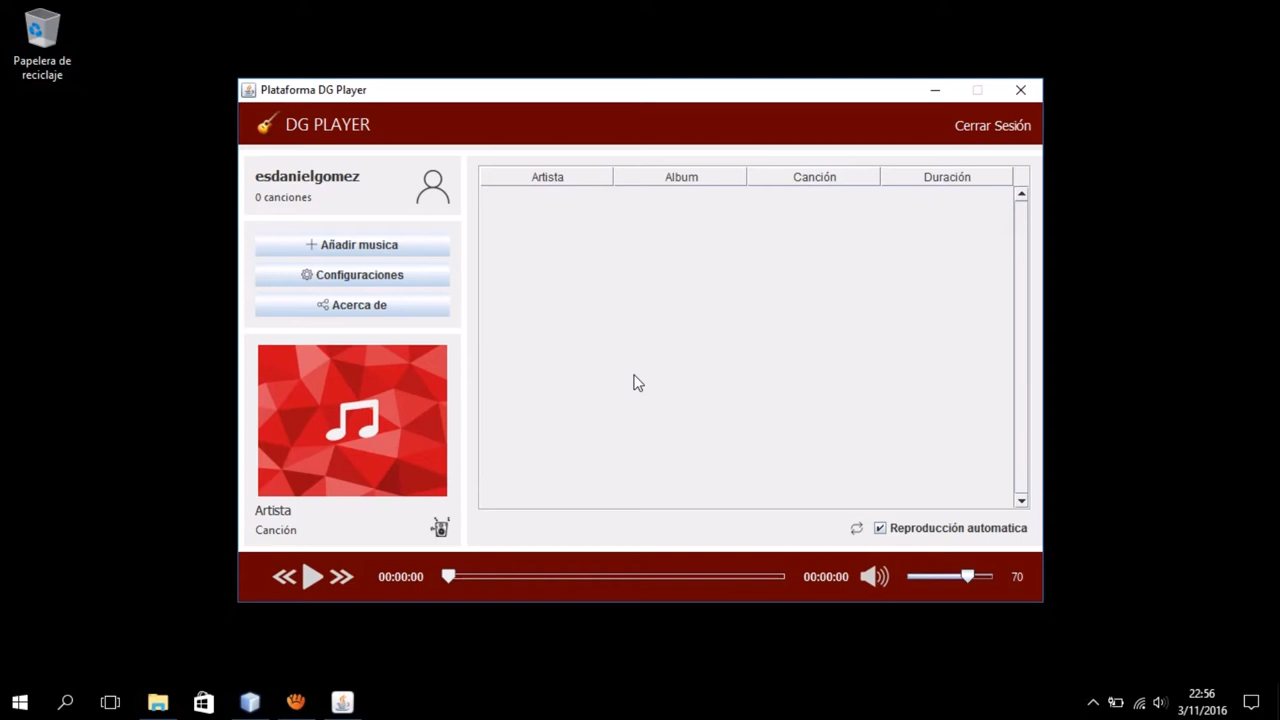 Papelera de
reciclaje
Plataforma DG Player
DG PLAYER
Cerrar Sesión
esdanielgomez
0 canciones
Añadir musica
Configuraciones
Acerca de
Artista Album Canción Duración
Artista
Canción
Reproducción automatica
00:00:00 00:00:00 70
22:56
3/11/2016